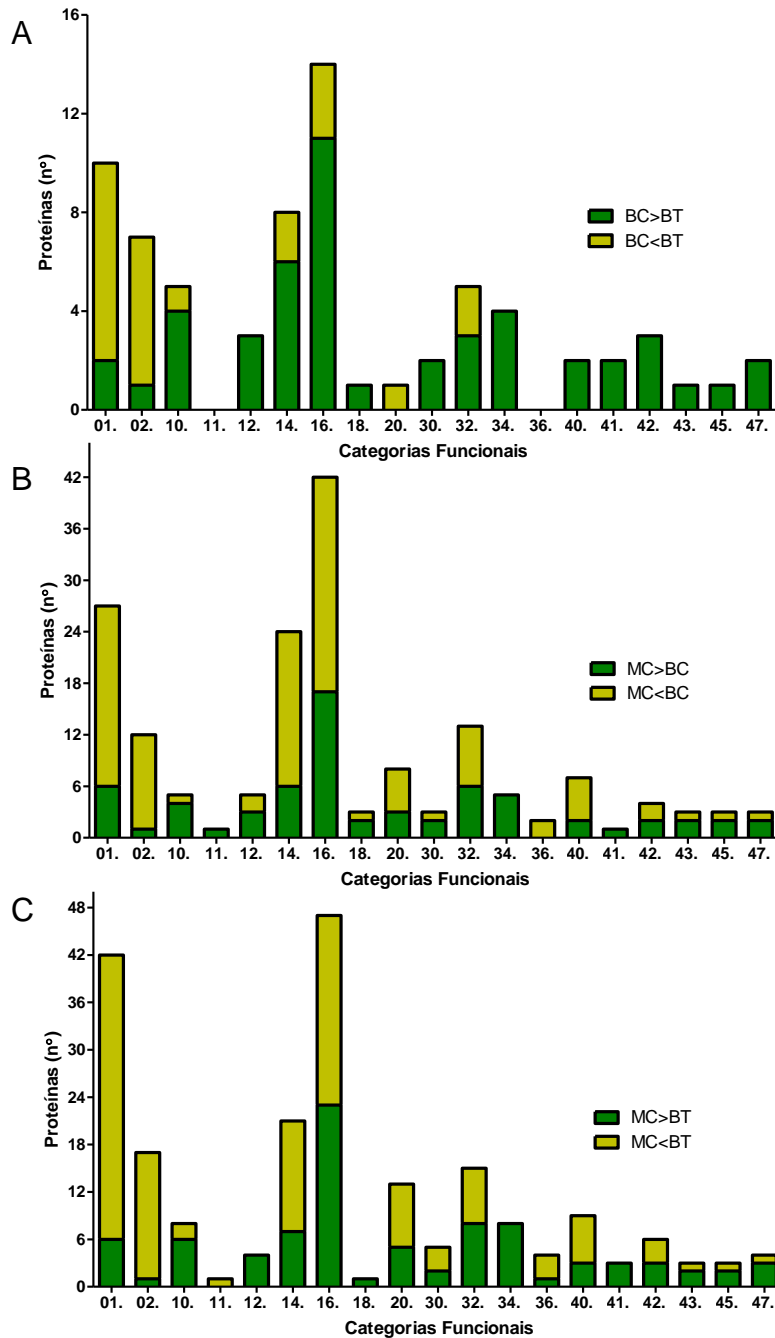 A
16
12
8
4
0
Proteínas (nº)
BC>BT
BC<BT
01. 02. 10. 11. 12. 14. 16. 18. 20. 30. 32. 34. 36. 40. 41. 42. 43. 45. 47.
Categorias Funcionais
B
42
36
30
24
18
12
6
0
Proteínas (nº)
MC>BC
MC<BC
01. 02. 10. 11. 12. 14. 16. 18. 20. 30. 32. 34. 36. 40. 41. 42. 43. 45. 47.
Categorias Funcionais
C
48
42
36
30
24
18
12
6
0
Proteínas (nº)
MC>BT
MC<BT
01. 02. 10. 11. 12. 14. 16. 18. 20. 30. 32. 34. 36. 40. 41. 42. 43. 45. 47.
Categorias Funcionais